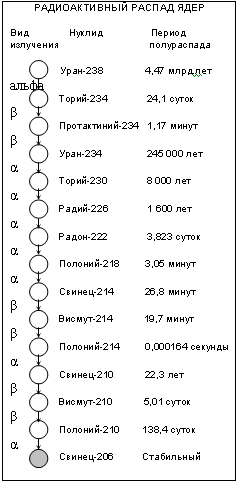 РАДИОАКТИВНЫЙ РАСПАД ЯДЕР
Вид излучения Нуклид Период полураспада
Уран-238 4,47 млрд.лет
альфа
Торий-234 24,1 суток
β
Протактиний-234 1,17 минут
β
Уран-234 245 000 лет
α
Торий-230 8 000 лет
α
Радий-226 1 600 лет
α
Радон-222 3,823 суток
α
Полоний-218 3,05 минут
α
Свинец-214 26,8 минут
β
Висмут-214 19,7 минут
β
Полоний-214 0,000164 секунды
α
Свинец-210 22,3 лет
β
Висмут-210 5,01 суток
β
Полоний-210 138,4 суток
α
Свинец-206 Стабильный